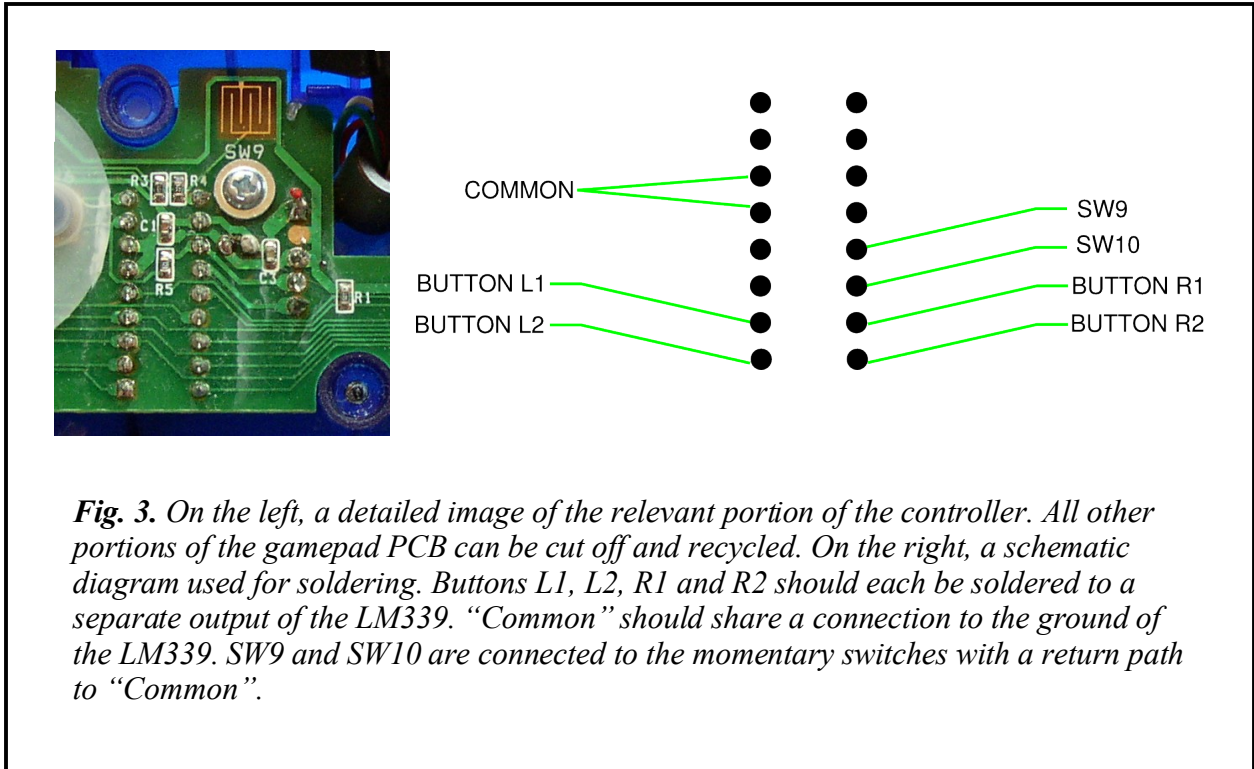 SW9
R3
R4
C1
R5
C3
R1
COMMON
SW9
SW10
BUTTON L1
BUTTON R1
BUTTON L2
BUTTON R2
Fig. 3. On the left, a detailed image of the relevant portion of the controller. All other
portions of the gamepad PCB can be cut off and recycled. On the right, a schematic
diagram used for soldering. Buttons L1, L2, R1 and R2 should each be soldered to a
separate output of the LM339. “Common” should share a connection to the ground of
the LM339. SW9 and SW10 are connected to the momentary switches with a return path
to “Common”.